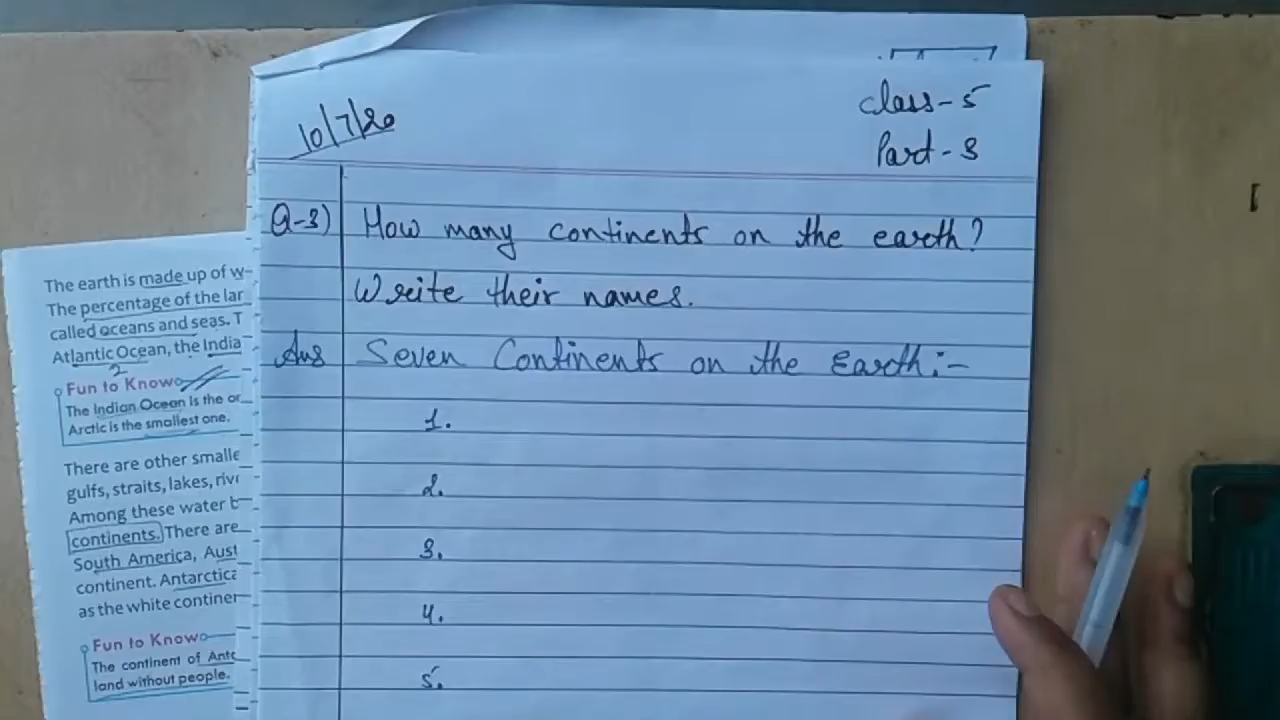 10/7/20
Class-5
Part-3
Q-3) How many continents on the earth?
Write their names.
Ans Seven Continents on the Earth:-
1.
2.
3.
4.
5.
The earth is made up of w
The percentage of the lar
called oceans and seas. T
Atlantic Ocean, the India
2
Fun to Know
The Indian Ocean is the
Arctic is the smallest one.
There are other smalle
gulfs, straits, lakes, rive
Among these water b
continents. There are
South America, Aust
continent. Antarctica
as the white continen
Fun to Know
The continent of Anta
land without people.